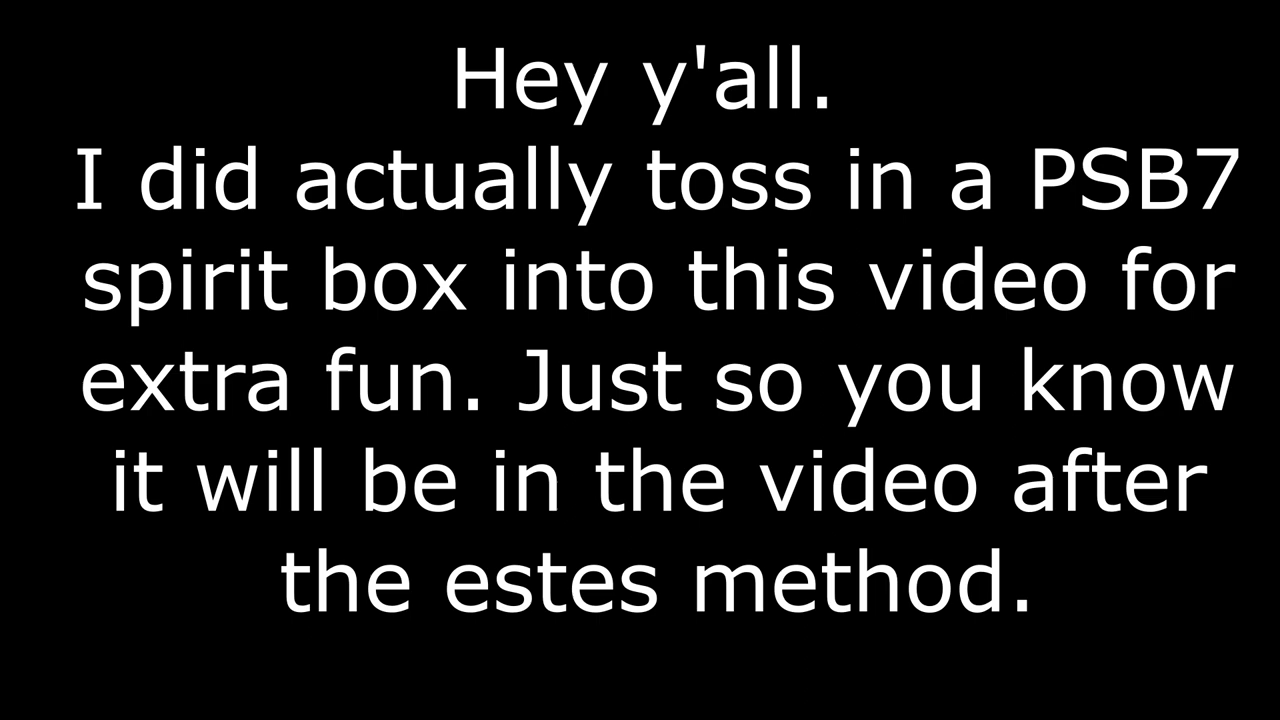 Hey y'all.
I did actually toss in a PSB7
spirit box into this video for
extra fun. Just so you know
it will be in the video after
the estes method.